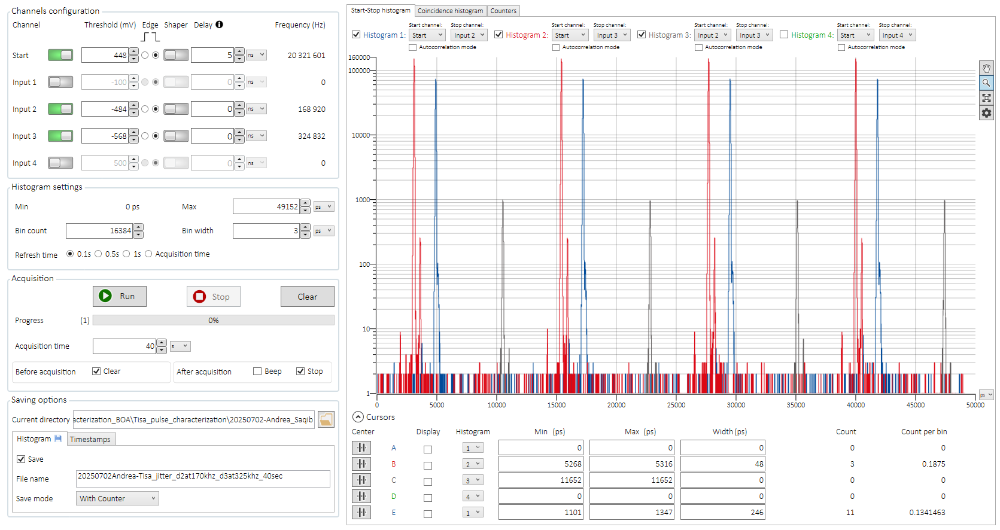 Channels configuration
Channel Threshold (mV) Edge Shaper Delay Frequency (Hz)
Start 448 5 ns 20 321 601
Input 1 -100 0 ns 0
Input 2 -484 0 ns 168 920
Input 3 -568 0 ns 324 832
Input 4 500 0 ns 0
Histogram settings
Min 0 ps Max 49152 ps
Bin count 16384 Bin width 3 ps
Refresh time 0.1s 0.5s 1s Acquisition time
Acquisition
Run Stop Clear
Progress (1) 0%
Acquisition time 40 s
Before acquisition Clear After acquisition Beep Stop
Saving options
Current directory acterization_BOA\Tisa_pulse_characterization\20250702-Andrea_Saqib
Histogram Timestamps
Save
File name 20250702Andrea-Tisa_jitter_d2at170khz_d3at325khz_40sec
Save mode With Counter
Start-Stop histogram Coincidence histogram Counters
Start channel: Stop channel: Start channel: Stop channel: Start channel: Stop channel: Start channel: Stop channel:
Histogram 1: Start Input 2 Histogram 2: Start Input 3 Histogram 3: Input 2 Input 3 Histogram 4: Start Input 4
Autocorrelation mode Autocorrelation mode Autocorrelation mode Autocorrelation mode
160000
100000
10000
1000
100
10
1
0 5000 10000 15000 20000 25000 30000 35000 40000 45000 50000 ps
Cursors
Center Display Histogram Min (ps) Max (ps) Width (ps) Count Count per bin
A 1 0 0 0 0 0
B 2 5268 5316 48 3 0.1875
C 3 11652 11652 0 0 0
D 4 0 0 0 0 0
E 1 1101 1347 246 11 0.1341463